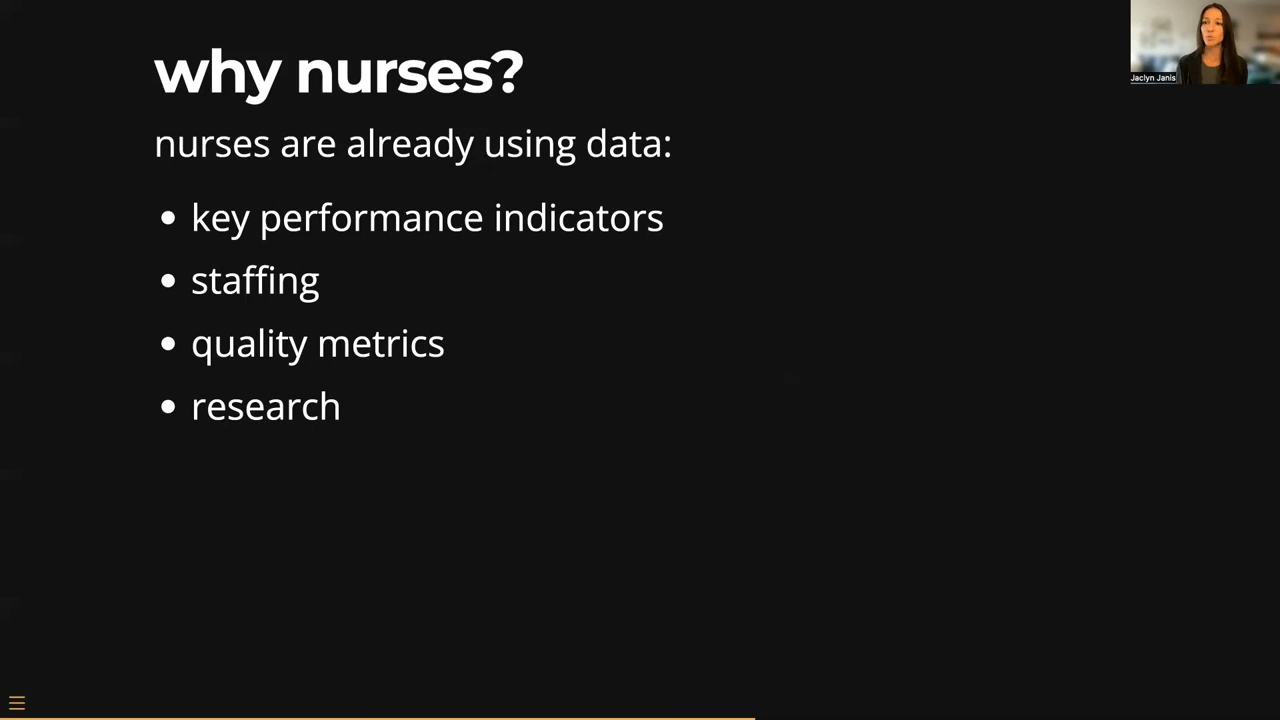 why nurses?
nurses are already using data:
key performance indicators
staffing
quality metrics
research
Jaclyn Janis